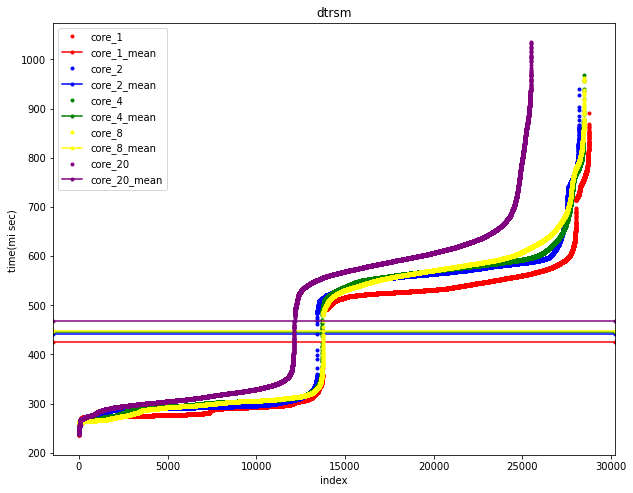 dtrsm
core_1
core_1_mean
core_2
core_2_mean
core_4
core_4_mean
core_8
core_8_mean
core_20
core_20_mean
time(mi sec)
1000
900
800
700
600
500
400
300
200
0
5000
10000
15000
20000
25000
30000
index